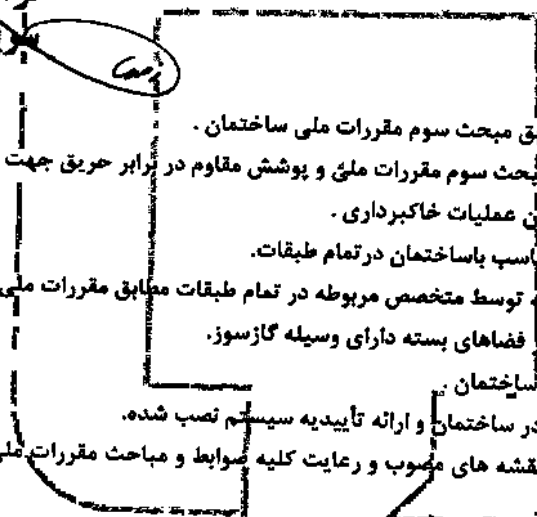 ق مبحث سوم مقررات ملی ساختمان .
بحث سوم مقررات ملی و پوشش مقاوم در برابر حریق جهت
ن عملیات خاکبرداری .
اسب باساختمان درتمام طبقات.
توسط متخصص مربوطه در تمام طبقات مطابق مقررات ملی
فضاهای بسته دارای وسیله گازسوز.
ساختمان .
در ساختمان و ارائه تأییدیه سیستم نصب شده.
قشه های مصوب و رعایت کلیه ضوابط و مباحث مقررات ملی